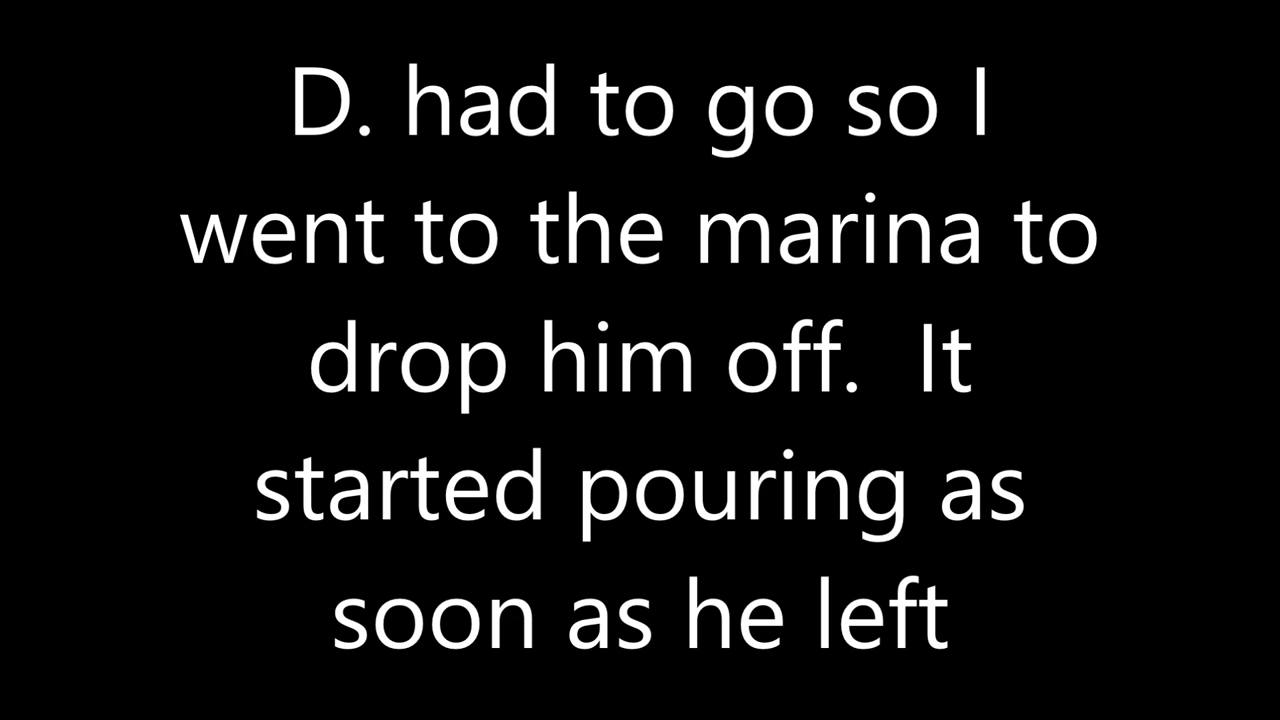 D. had to go so I
went to the marina to
drop him off.  It
started pouring as
soon as he left